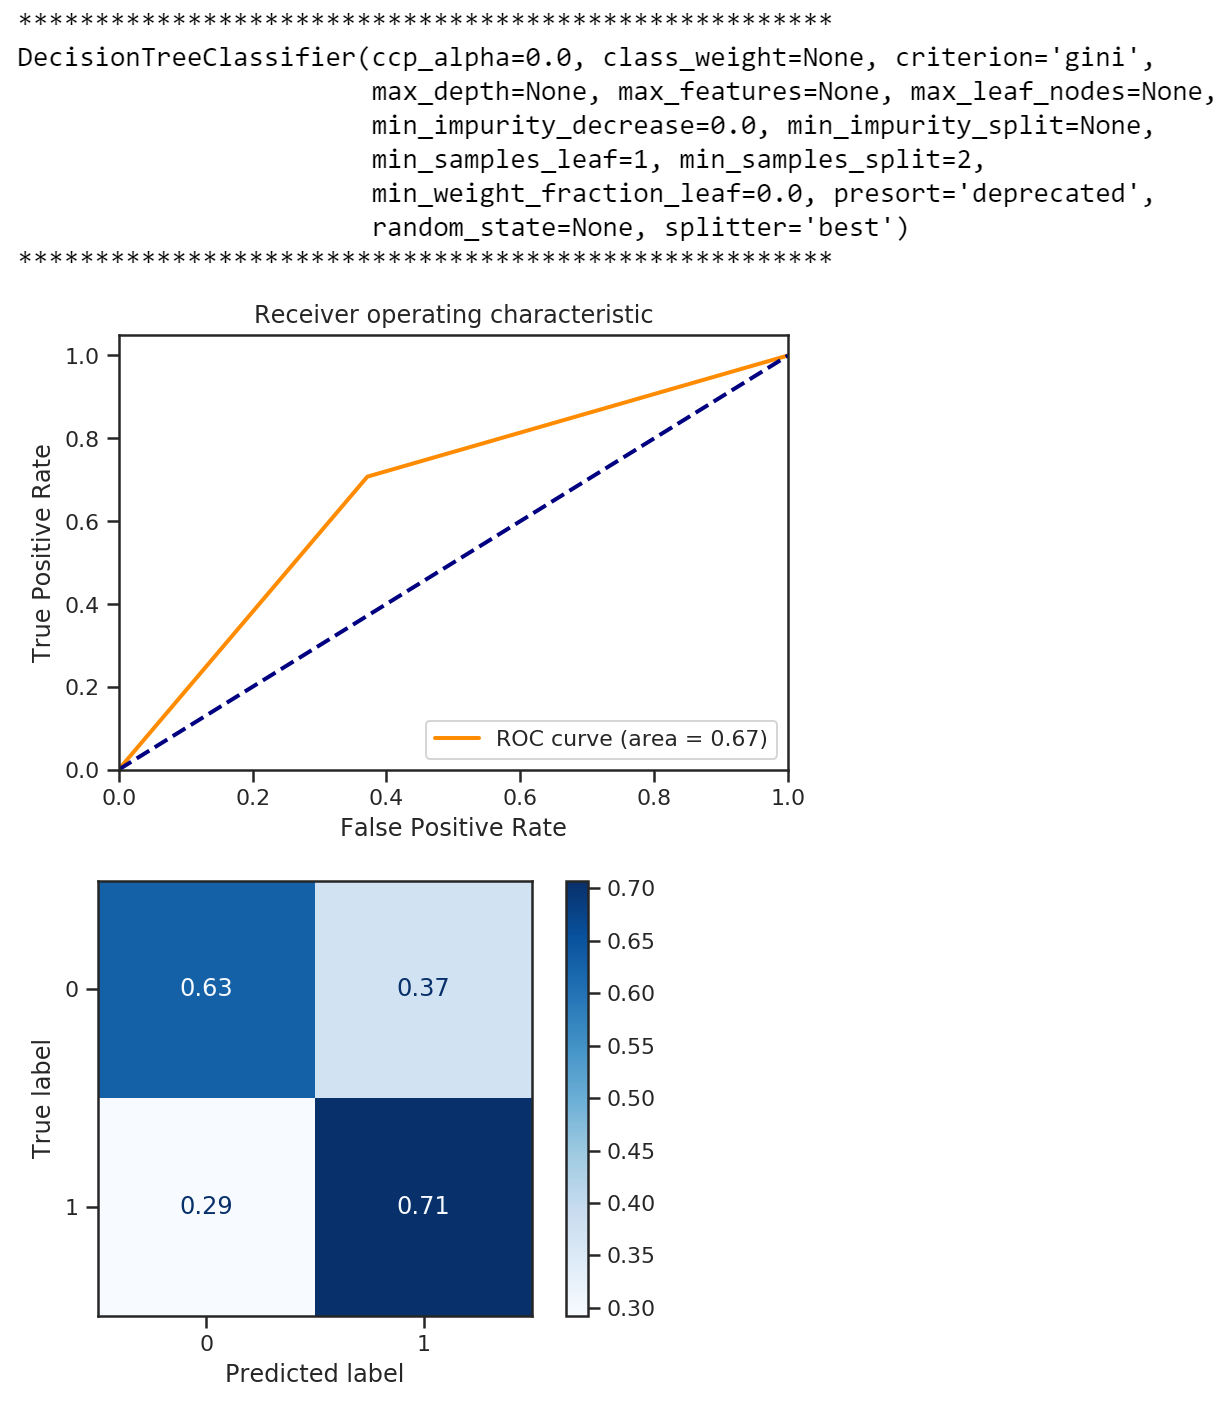 *****************************************************
DecisionTreeClassifier(ccp_alpha=0.0, class_weight=None, criterion='gini',
max_depth=None, max_features=None, max_leaf_nodes=None,
min_impurity_decrease=0.0, min_impurity_split=None,
min_samples_leaf=1, min_samples_split=2,
min_weight_fraction_leaf=0.0, presort='deprecated',
random_state=None, splitter='best')
*****************************************************
Receiver operating characteristic
True Positive Rate
1.0
0.8
0.6
0.4
0.2
0.0
ROC curve (area = 0.67)
0.0 0.2 0.4 0.6 0.8 1.0
False Positive Rate
True label
0
1
0.63 0.37
0.29 0.71
0 1
Predicted label
0.70
0.65
0.60
0.55
0.50
0.45
0.40
0.35
0.30